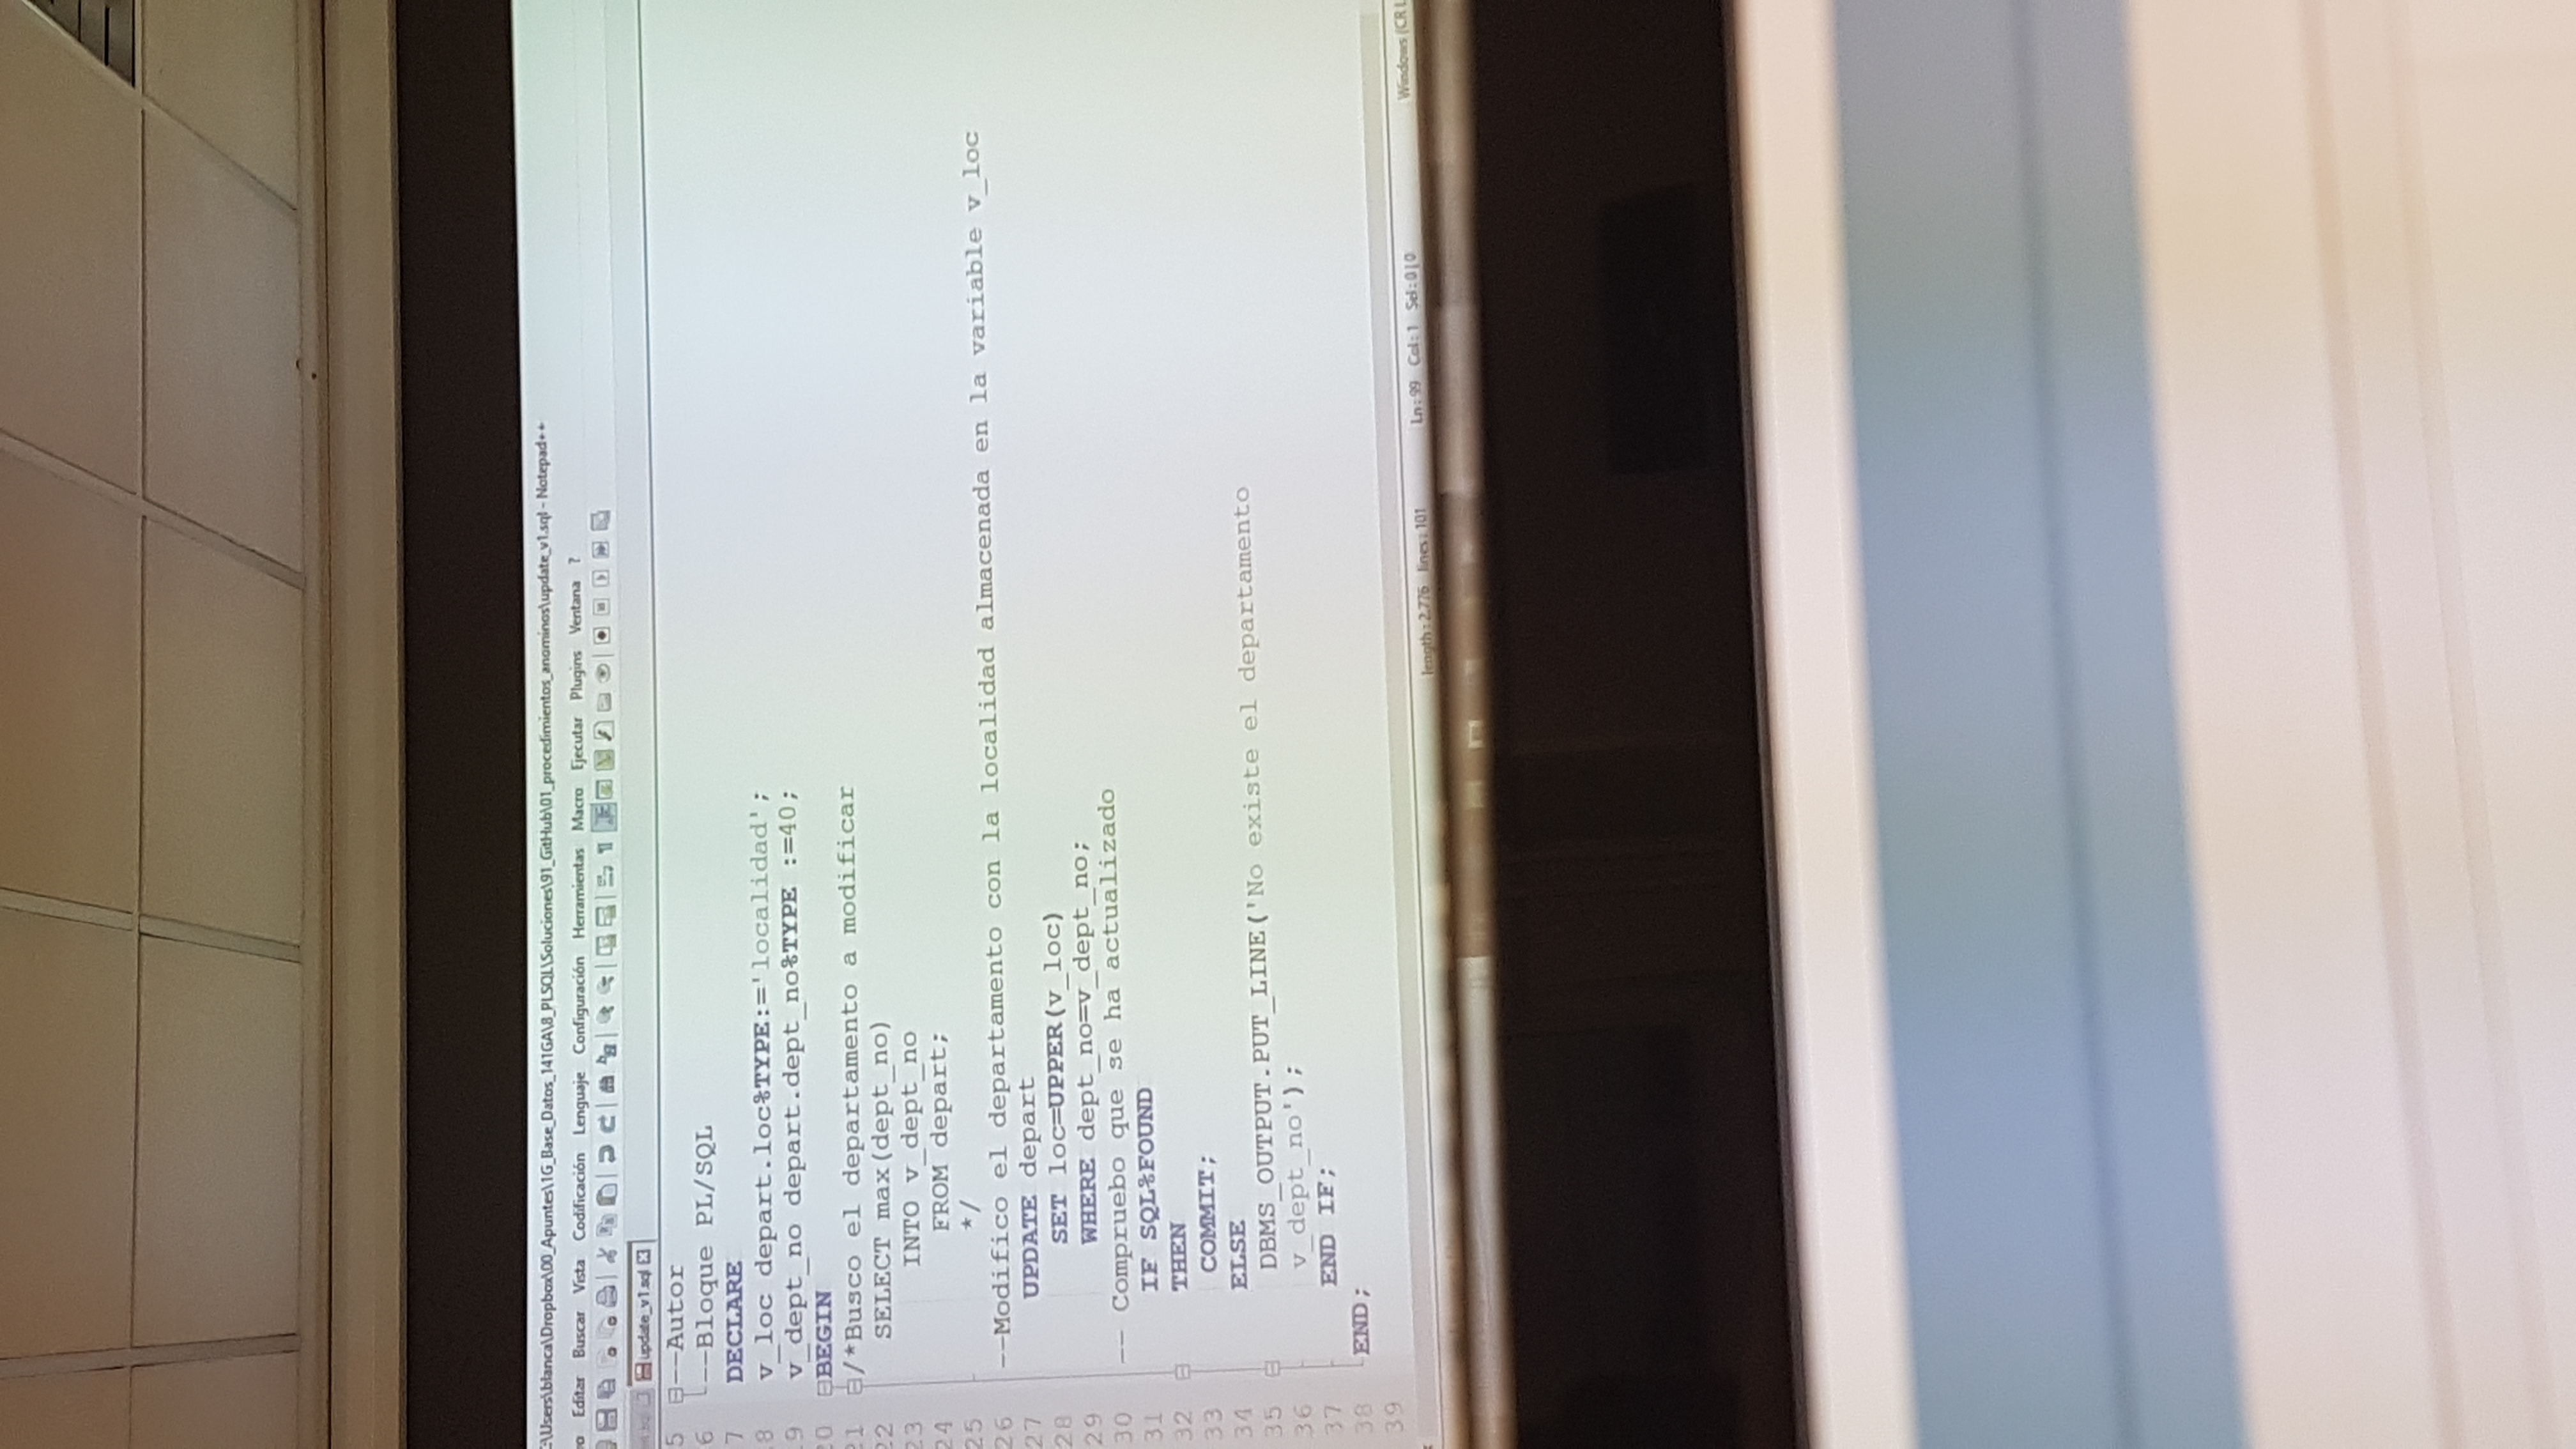 :\Users\blanca\Dropbox\00_Apuntes\1G_Base_Datos_141GA\8_PLSQL\Soluciones\91_GitHub\01_procedimientos_anominos\update_v1.sql - Notepad++
o Editar Buscar Vista Codificación Lenguaje Configuración Herramientas Macro Ejecutar Plugins Ventana ?
update_v1.sql
5 --Autor
6 --Bloque PL/SQL
7 DECLARE
8 v_loc depart.loc%TYPE:='localidad';
9 v_dept_no depart.dept_no%TYPE :=40;
20 BEGIN
21 /*Busco el departamento a modificar
22 SELECT max(dept_no)
23 INTO v_dept_no
24 FROM depart;
25 */
26 --Modifico el departamento con la localidad almacenada en la variable v_loc
27 UPDATE depart
28 SET loc=UPPER(v_loc)
29 WHERE dept_no=v_dept_no;
30 -- Compruebo que se ha actualizado
31 IF SQL%FOUND
32 THEN
33 COMMIT;
34 ELSE
35 DBMS_OUTPUT.PUT_LINE('No existe el departamento
36 v_dept_no');
37 END IF;
38 END;
39
length : 2.776 lines : 101 Ln : 99 Col : 1 Sel : 0 | 0 Windows (CR L